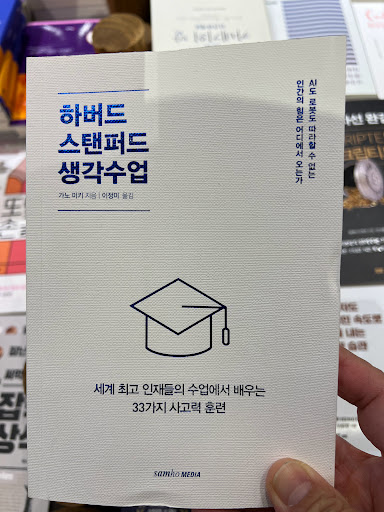 하버드
스탠퍼드
생각수업
가노 미키 지음 | 이정미 옮김
AI도 로봇도 따라할 수 없는
인간의 힘은 어디에서 오는가
세계 최고 인재들의 수업에서 배우는
33가지 사고력 훈련
samho MEDIA